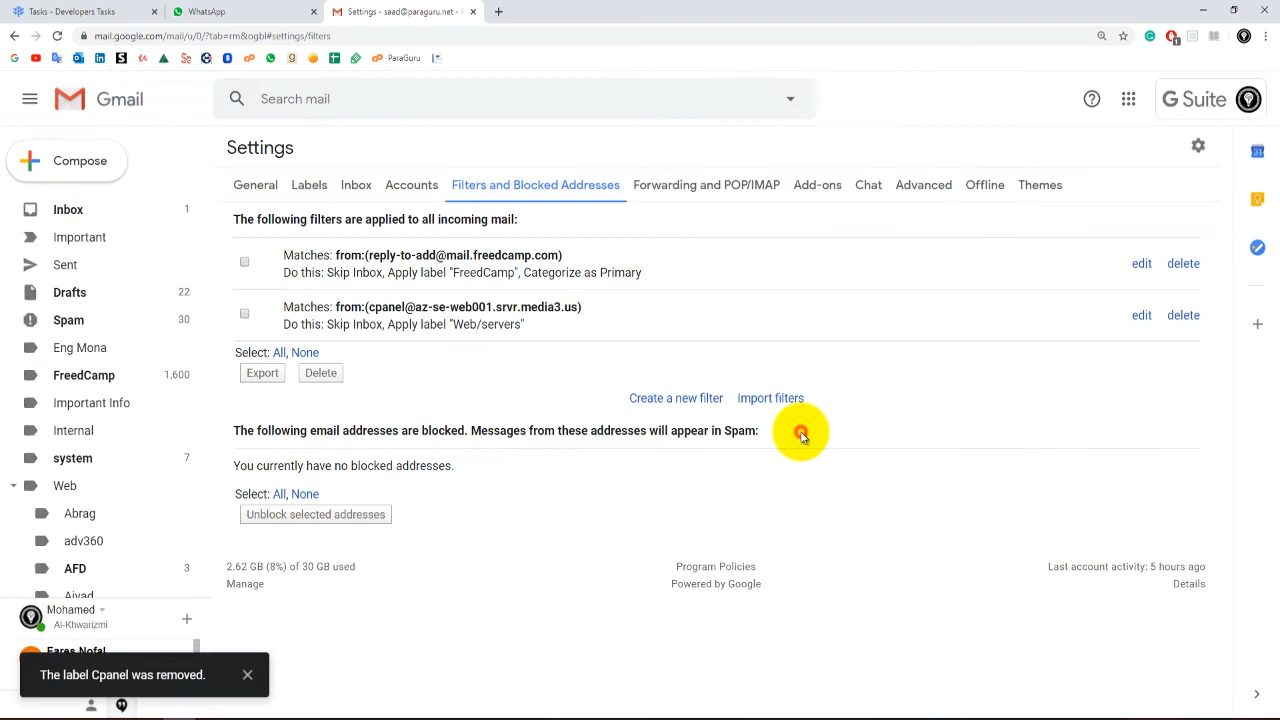 Tasks - Developers Tasks
WhatsApp
Settings - saad@paraguru.net - P
mail.google.com/mail/u/0/?tab=rm&ogbl#settings/filters
ParaGuru
Gmail
Search mail
G Suite
Compose
Settings
General Labels Inbox Accounts Filters and Blocked Addresses Forwarding and POP/IMAP Add-ons Chat Advanced Offline Themes
The following filters are applied to all incoming mail:
Matches: from:(reply-to-add@mail.freedcamp.com)
Do this: Skip Inbox, Apply label "FreedCamp", Categorize as Primary
edit delete
Matches: from:(cpanel@az-se-web001.srvr.media3.us)
Do this: Skip Inbox, Apply label "Web/servers"
edit delete
Select: All, None
Export Delete
Create a new filter Import filters
The following email addresses are blocked. Messages from these addresses will appear in Spam:
You currently have no blocked addresses.
Select: All, None
Unblock selected addresses
2.62 GB (8%) of 30 GB used
Manage
Program Policies
Powered by Google
Last account activity: 5 hours ago
Details
Inbox 1
Important
Sent
Drafts 22
Spam 30
Eng Mona
FreedCamp 1,600
Important Info
Internal
system 7
Web
Abrag
adv360
AFD 3
Ajyad
Mohamed
Al-Khwarizmi
Fares Nofal
The label Cpanel was removed.